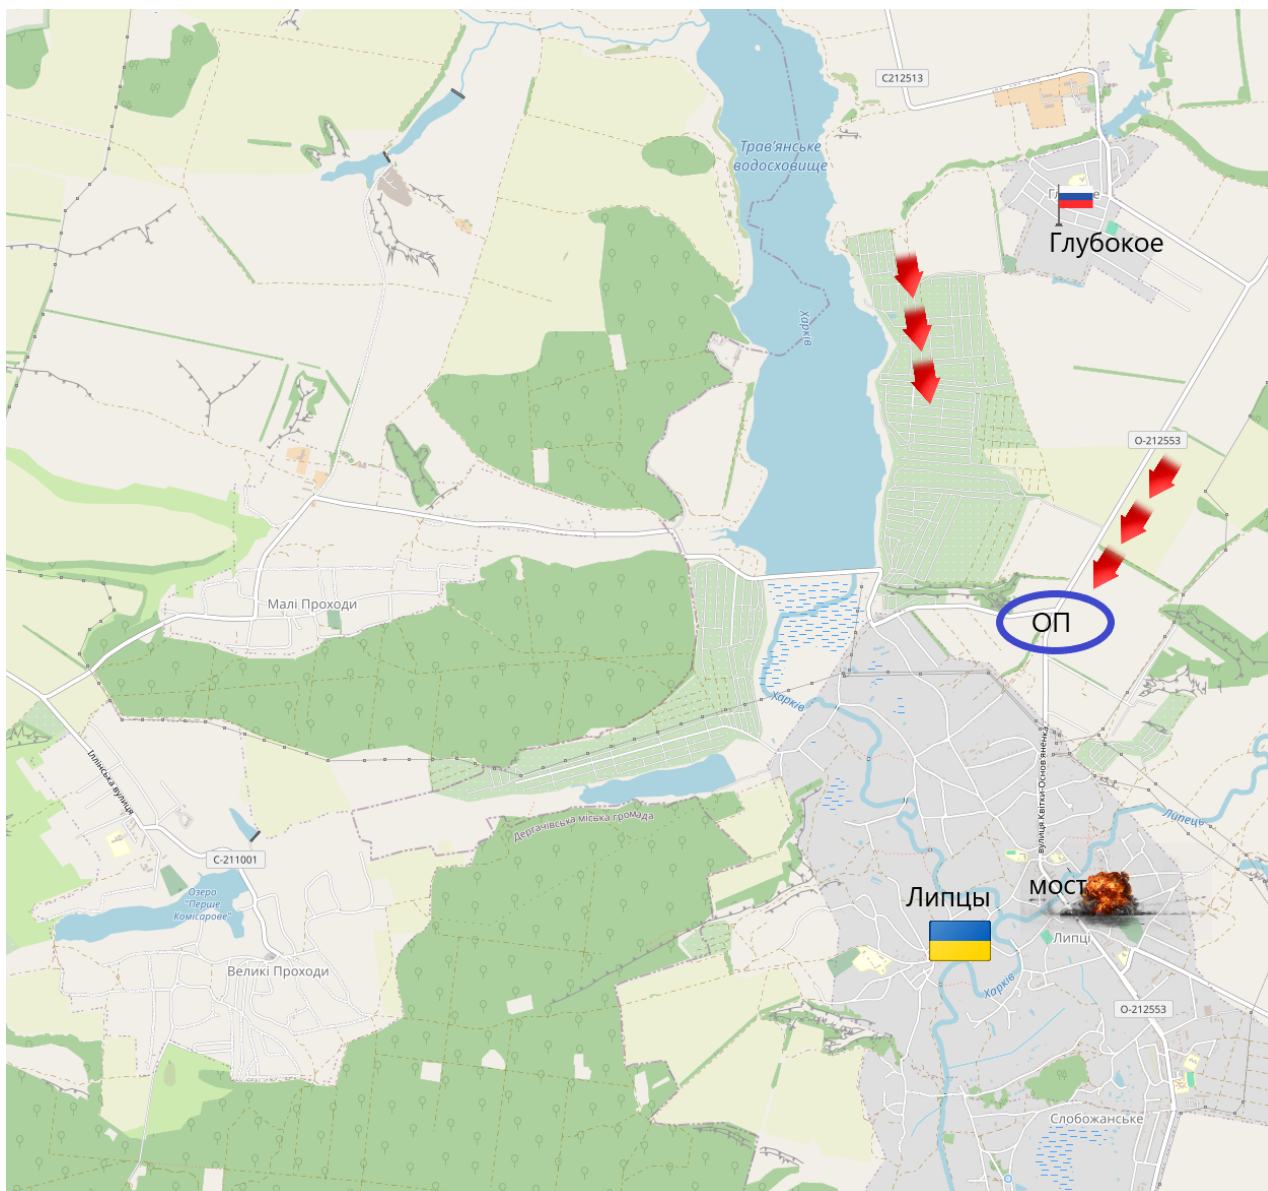 С212513
Трав'янське
водосховище
Глубокое
Харків
О-212553
Малі Проходи
ОП
Харків
Іллінська вулиця
вулиця Квітки-Основ'яненка
Липець
Дергачівська міська громада
С-211001
Озеро
"Перше
Комісарове"
мост
Липцы
Липці
Великі Проходи
Харків
О-212553
Слобожанське